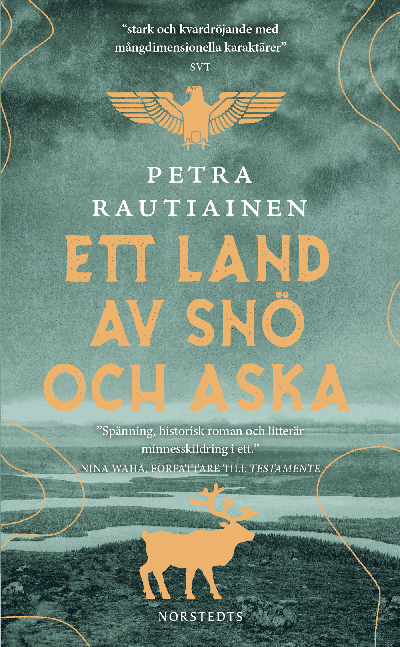 “stark och kvardröjande med
mångdimensionella karaktärer”
SVT
PETRA
RAUTIAINEN
ETT LAND
AV SNÖ
OCH ASKA
”Spänning, historisk roman och litterär
minnesskildring i ett.”
NINA WÄHÄ, FÖRFATTARE TILL TESTAMENTE
NORSTEDTS